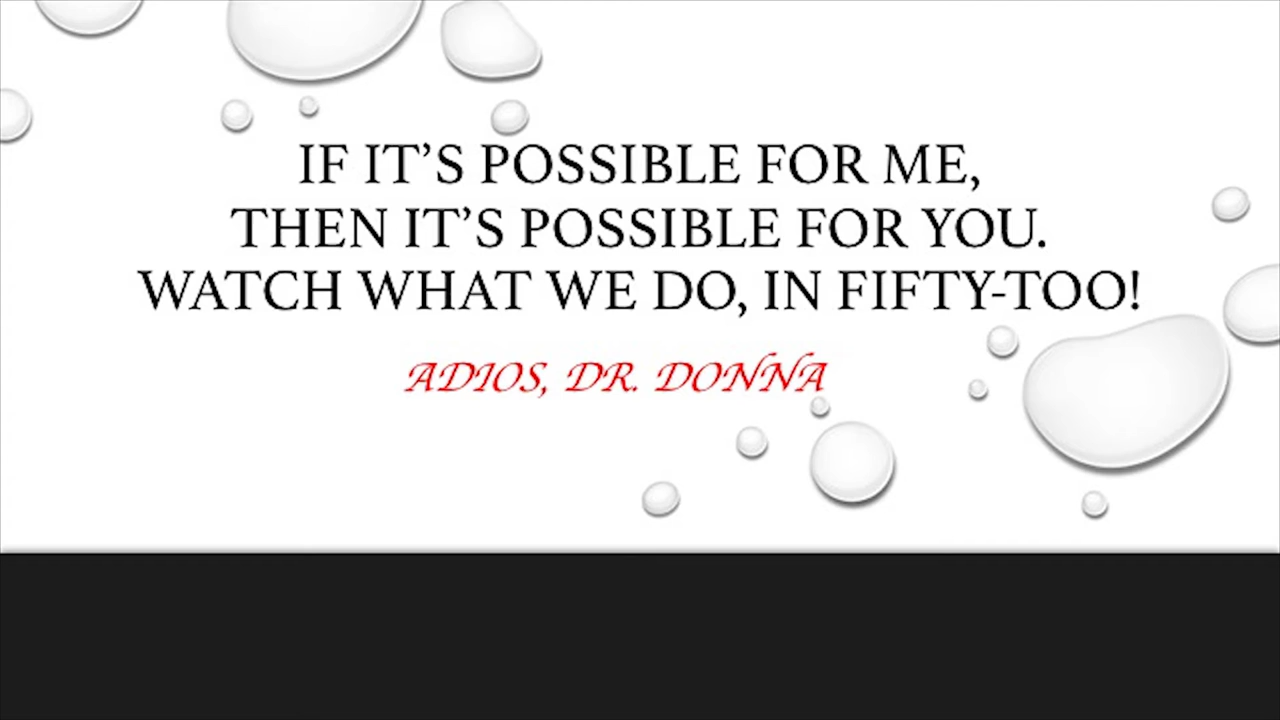 IF IT’S POSSIBLE FOR ME,
THEN IT’S POSSIBLE FOR YOU.
WATCH WHAT WE DO, IN FIFTY-TOO!
ADIOS, DR. DONNA